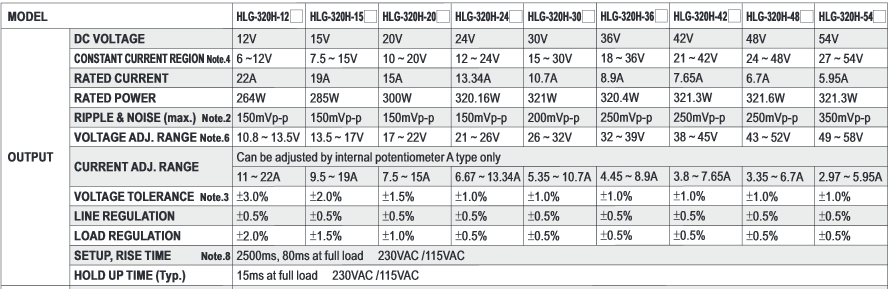 MODEL HLG-320H-12 HLG-320H-15 HLG-320H-20 HLG-320H-24 HLG-320H-30 HLG-320H-36 HLG-320H-42 HLG-320H-48 HLG-320H-54
OUTPUT
DC VOLTAGE 12V 15V 20V 24V 30V 36V 42V 48V 54V
CONSTANT CURRENT REGION Note.4 6 ~12V 7.5 ~ 15V 10 ~ 20V 12 ~ 24V 15 ~ 30V 18 ~ 36V 21 ~ 42V 24 ~ 48V 27 ~ 54V
RATED CURRENT 22A 19A 15A 13.34A 10.7A 8.9A 7.65A 6.7A 5.95A
RATED POWER 264W 285W 300W 320.16W 321W 320.4W 321.3W 321.6W 321.3W
RIPPLE & NOISE (max.) Note.2 150mVp-p 150mVp-p 150mVp-p 150mVp-p 200mVp-p 250mVp-p 250mVp-p 250mVp-p 350mVp-p
VOLTAGE ADJ. RANGE Note.6 10.8 ~ 13.5V 13.5 ~ 17V 17 ~ 22V 21 ~ 26V 26 ~ 32V 32 ~ 39V 38 ~ 45V 43 ~ 52V 49 ~ 58V
CURRENT ADJ. RANGE
Can be adjusted by internal potentiometer A type only
11 ~ 22A 9.5 ~ 19A 7.5 ~ 15A 6.67 ~ 13.34A 5.35 ~ 10.7A 4.45 ~ 8.9A 3.8 ~ 7.65A 3.35 ~ 6.7A 2.97 ~ 5.95A
VOLTAGE TOLERANCE Note.3 ±3.0% ±2.0% ±1.5% ±1.0% ±1.0% ±1.0% ±1.0% ±1.0% ±1.0%
LINE REGULATION ±0.5% ±0.5% ±0.5% ±0.5% ±0.5% ±0.5% ±0.5% ±0.5% ±0.5%
LOAD REGULATION ±2.0% ±1.5% ±1.0% ±0.5% ±0.5% ±0.5% ±0.5% ±0.5% ±0.5%
SETUP, RISE TIME Note.8 2500ms, 80ms at full load 230VAC /115VAC
HOLD UP TIME (Typ.) 15ms at full load 230VAC /115VAC